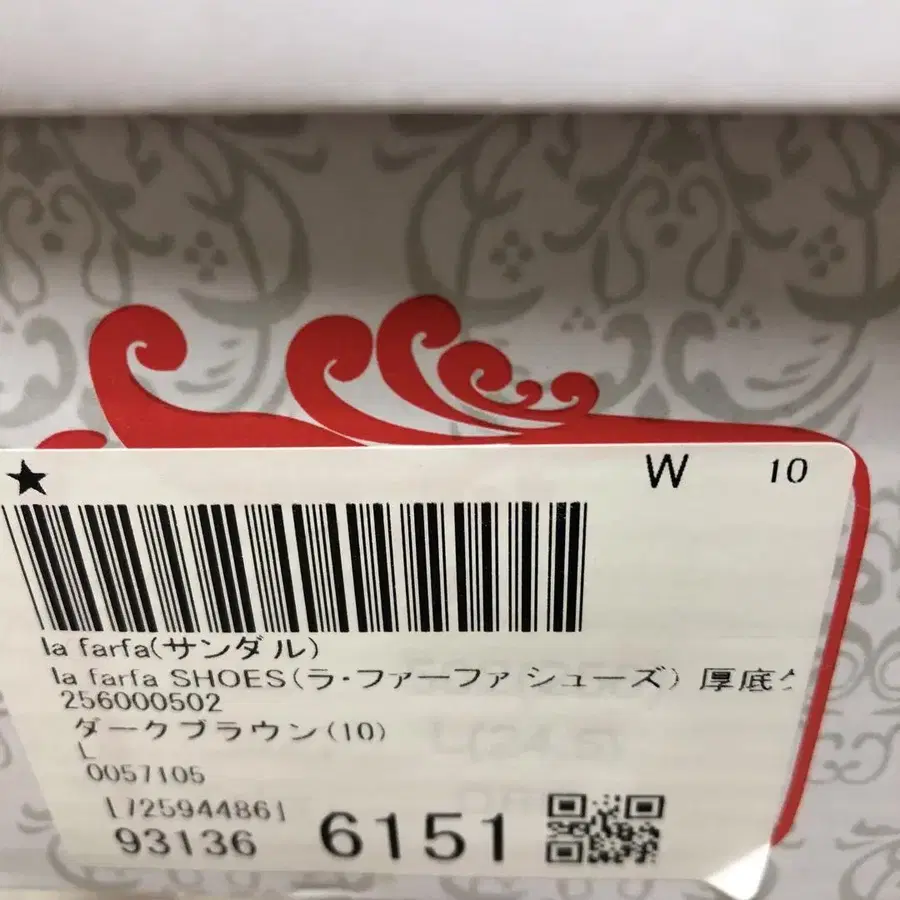 ★ W 10
la farfa(サンダル)
la farfa SHOES(ラ・ファーファ シューズ) 厚底
256000502
ダークブラウン(10)
L
0057105
[72594486]
93136 6151